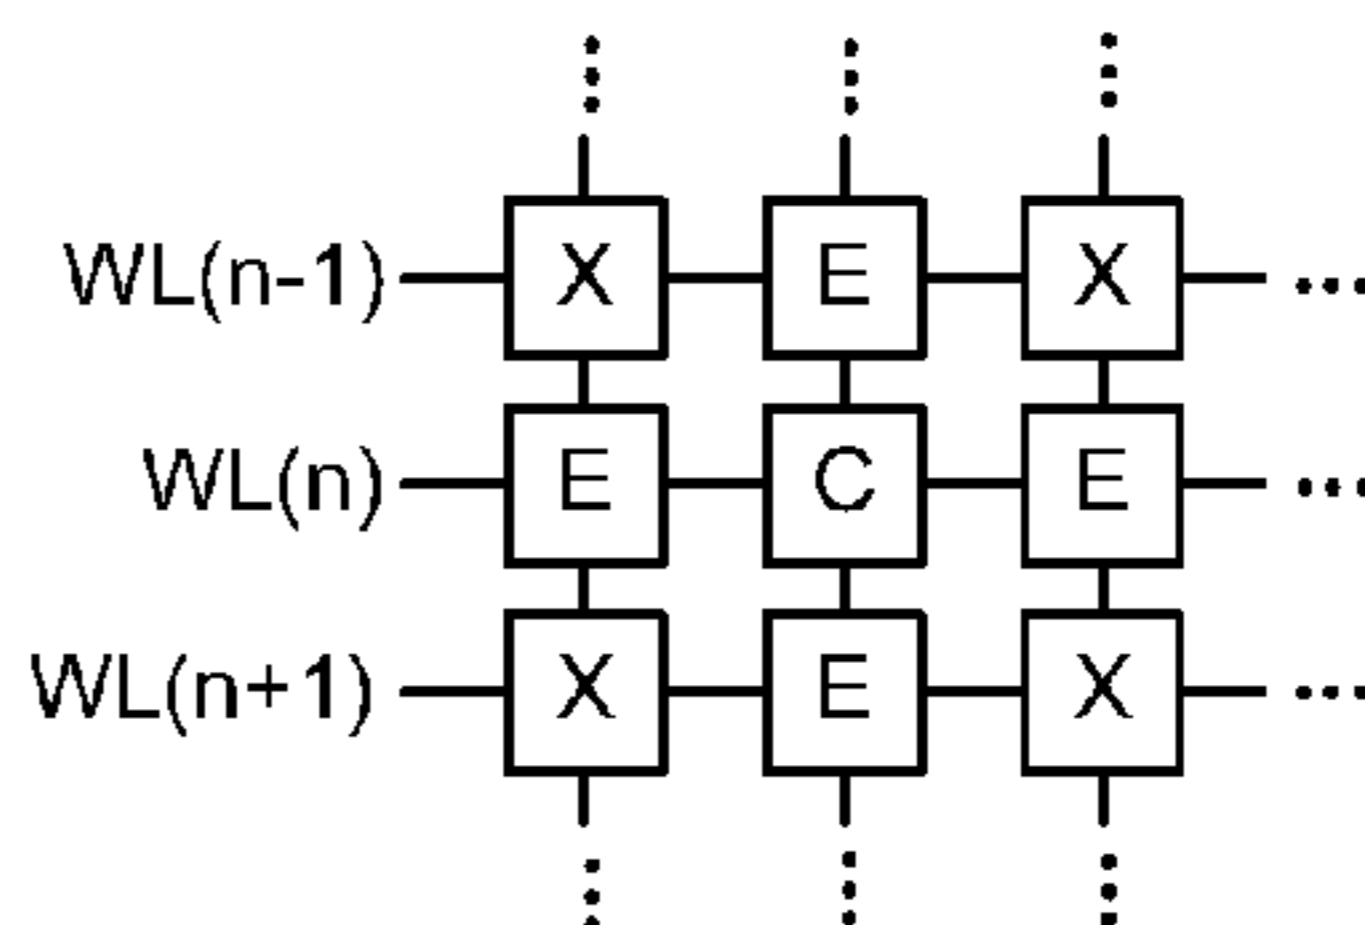 WL(n-1) X E X ...
WL(n) E C E ...
WL(n+1) X E X ...